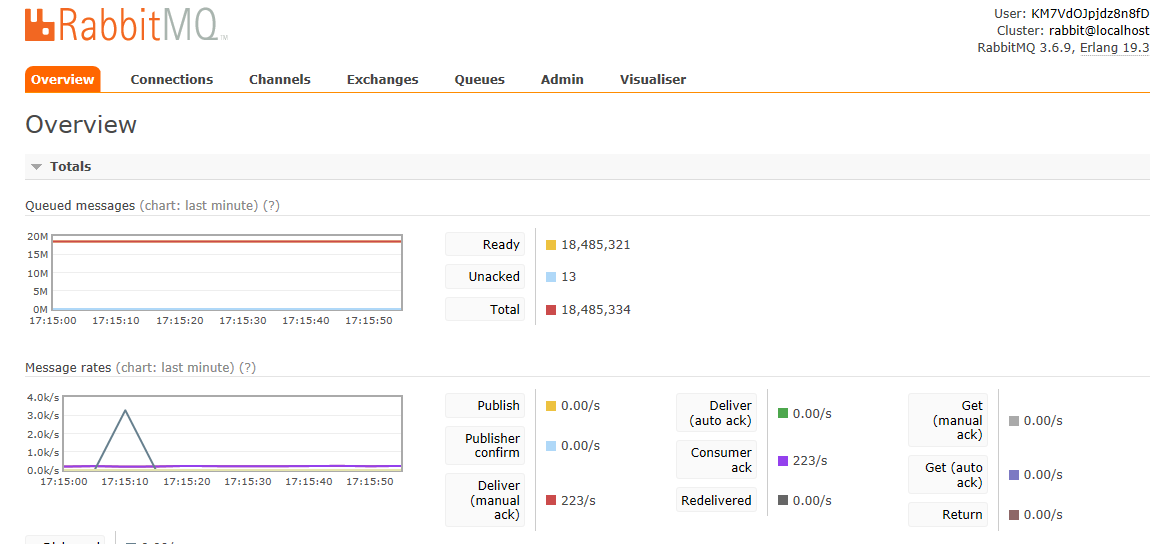 RabbitMQ TM
User: KM7VdOJpjdz8n8fD
Cluster: rabbit@localhost
RabbitMQ 3.6.9, Erlang 19.3
Overview Connections Channels Exchanges Queues Admin Visualiser
Overview
Totals
Queued messages (chart: last minute) (?)
20M
15M
10M
5M
0M
17:15:00 17:15:10 17:15:20 17:15:30 17:15:40 17:15:50
Ready 18,485,321
Unacked 13
Total 18,485,334
Message rates (chart: last minute) (?)
4.0k/s
3.0k/s
2.0k/s
1.0k/s
0.0k/s
17:15:00 17:15:10 17:15:20 17:15:30 17:15:40 17:15:50
Publish 0.00/s
Publisher
confirm 0.00/s
Deliver
(manual
ack) 223/s
Deliver
(auto ack) 0.00/s
Consumer
ack 223/s
Redelivered 0.00/s
Get
(manual
ack) 0.00/s
Get (auto
ack) 0.00/s
Return 0.00/s